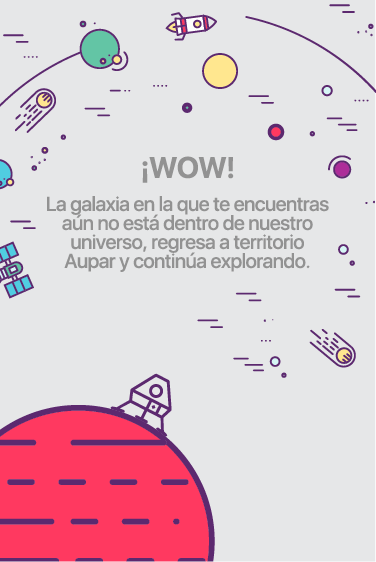 ¡WOW!
La galaxia en la que te encuentras
aún no está dentro de nuestro
universo, regresa a territorio
Aupar y continúa explorando.